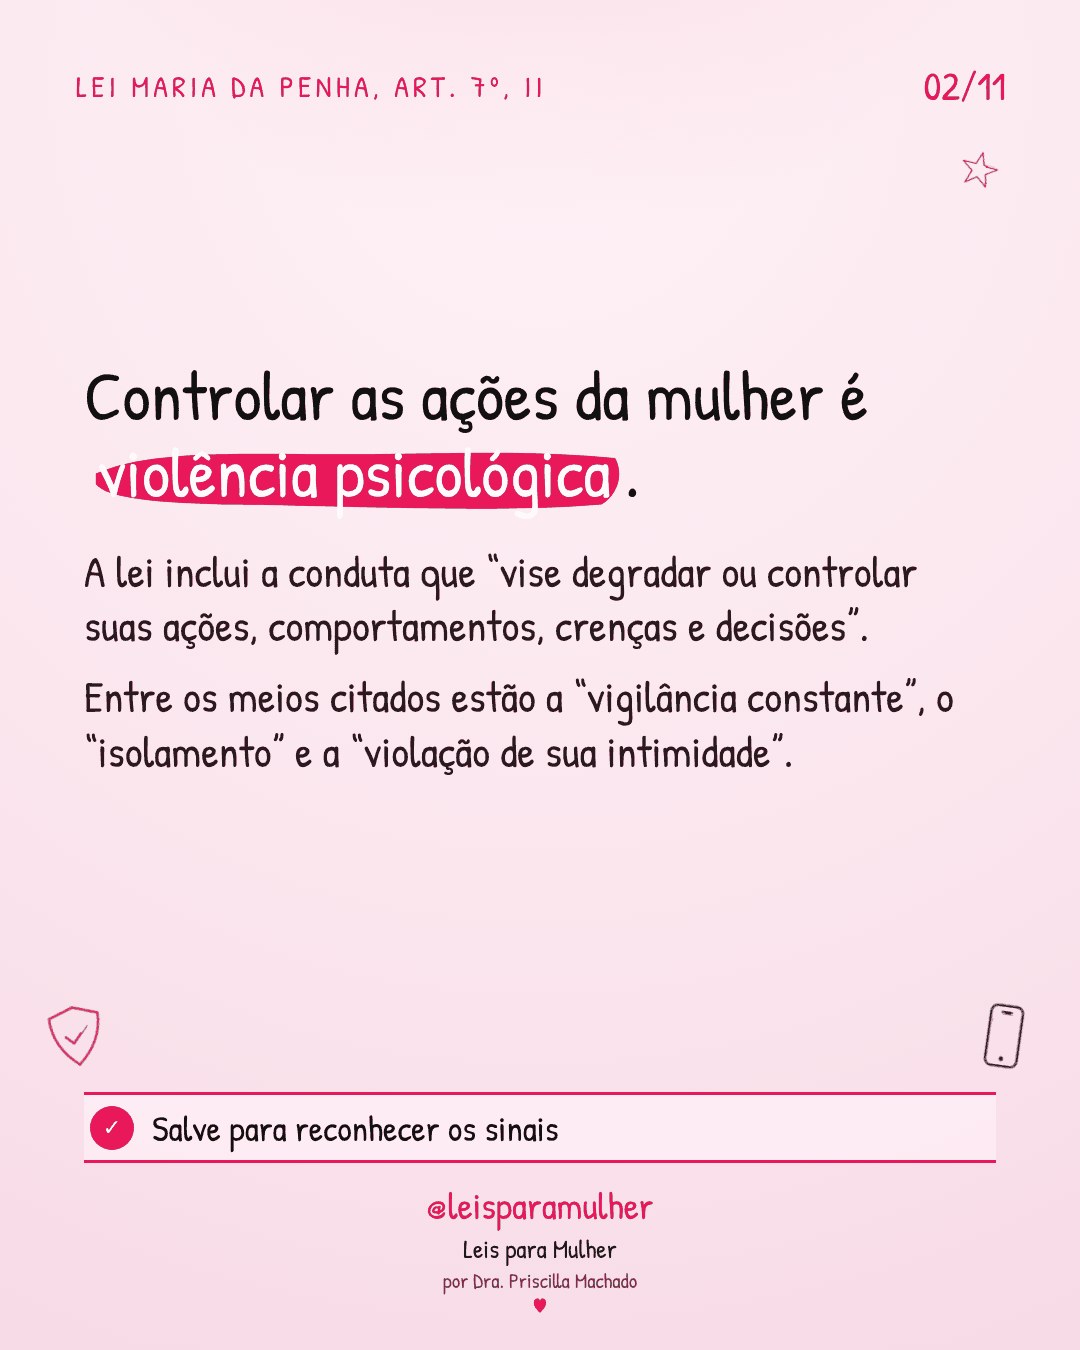 LEI MARIA DA PENHA, ART. 7º, II
02/11
Controlar as ações da mulher é
violência psicológica.
A lei inclui a conduta que “vise degradar ou controlar
suas ações, comportamentos, crenças e decisões”.
Entre os meios citados estão a “vigilância constante”, o
“isolamento” e a “violação de sua intimidade”.
✓ Salve para reconhecer os sinais
@leisparamulher
Leis para Mulher
por Dra. Priscilla Machado